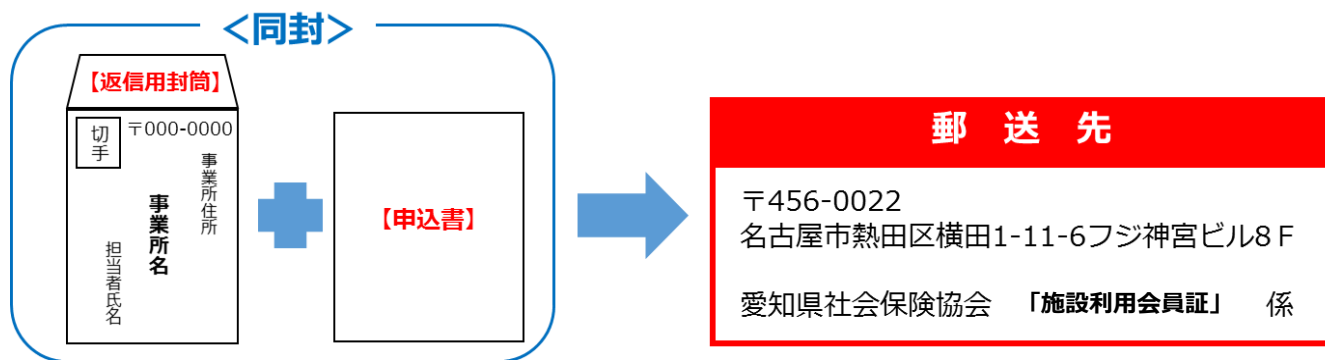 ＜同封＞
【返信用封筒】
切手
〒000-0000
事業所住所
事業所名
担当者氏名
【申込書】
郵 送 先
〒456-0022
名古屋市熱田区横田1-11-6フジ神宮ビル8F
愛知県社会保険協会 「施設利用会員証」 係